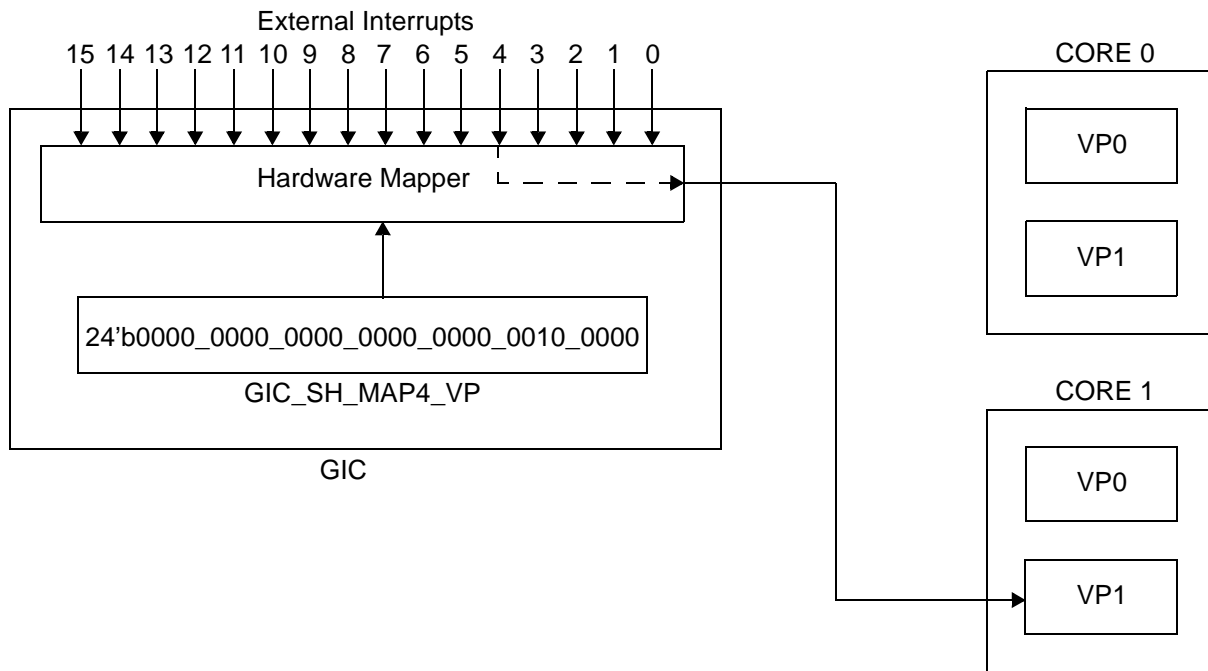 External Interrupts
15 14 13 12 11 10 9 8 7 6 5 4 3 2 1 0
Hardware Mapper
24’b0000_0000_0000_0000_0000_0010_0000
GIC_SH_MAP4_VP
GIC
CORE 0
VP0
VP1
CORE 1
VP0
VP1